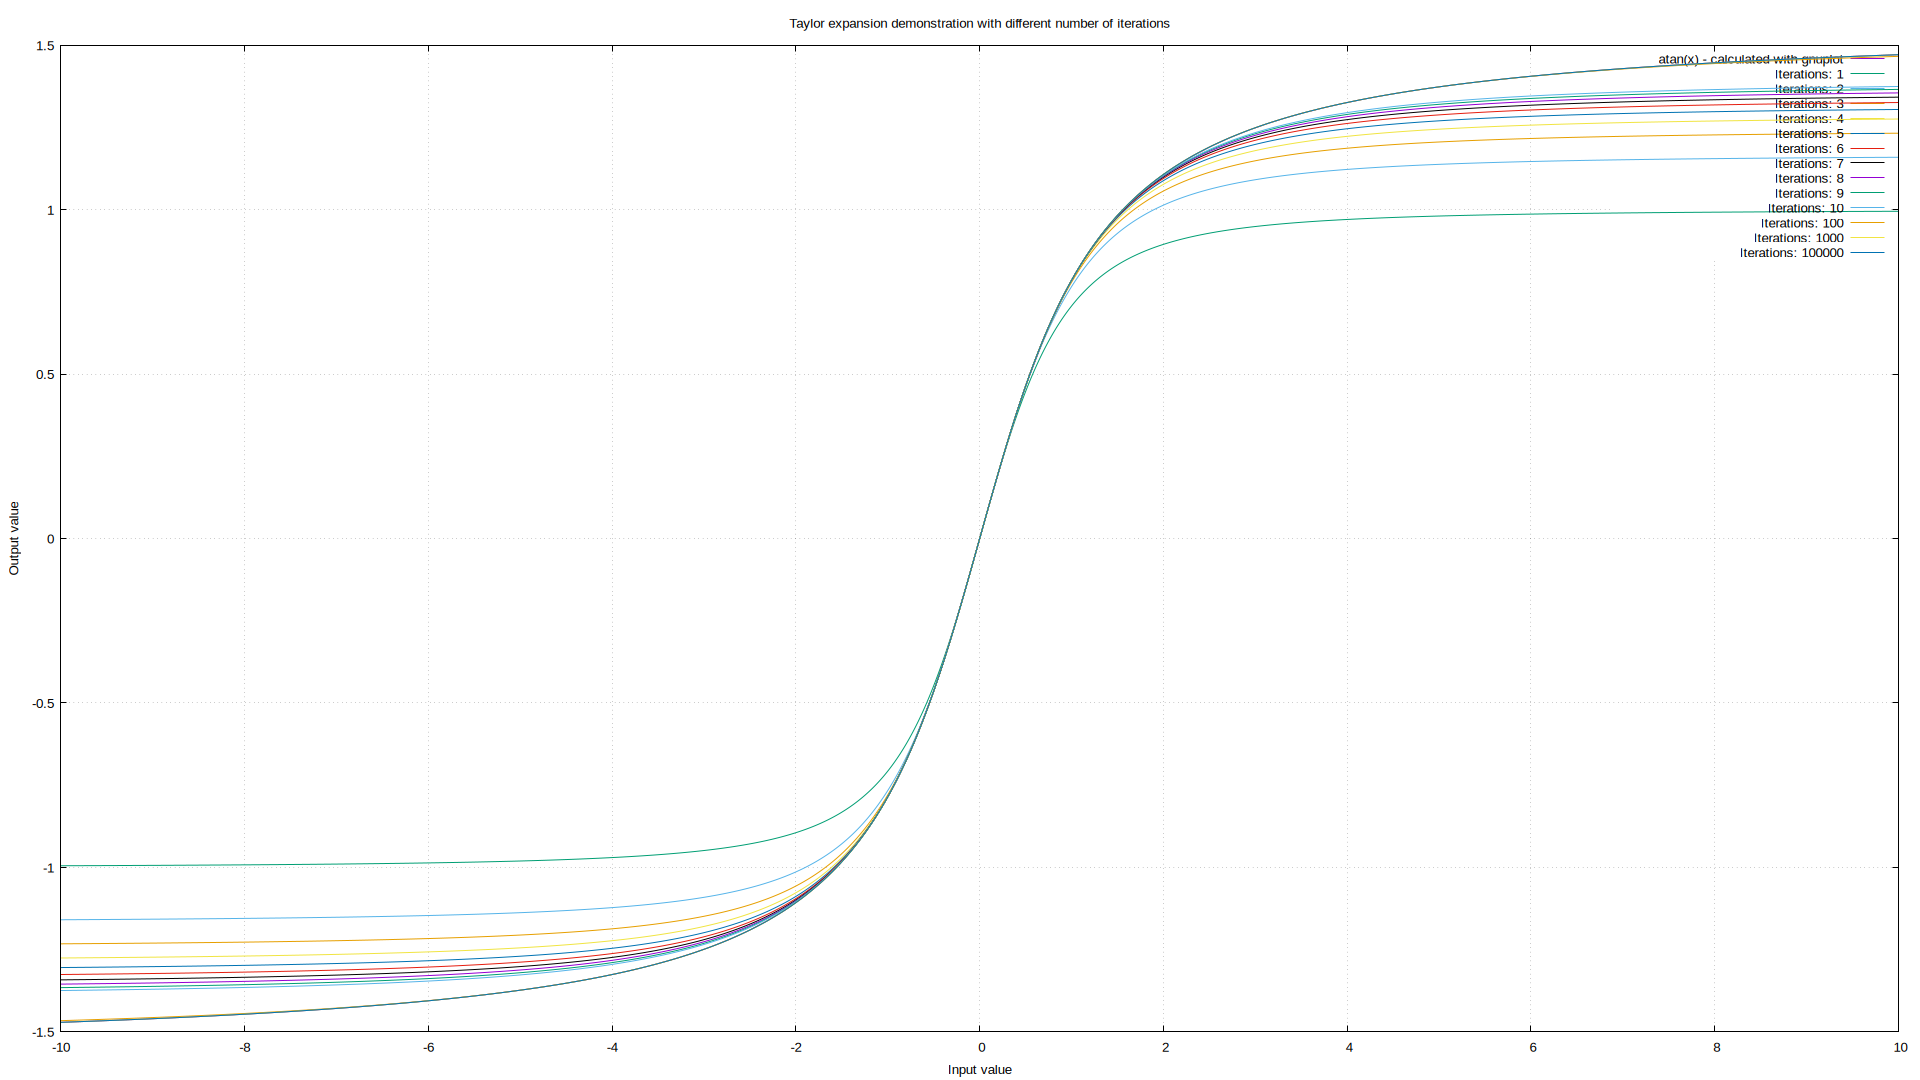 Taylor expansion demonstration with different number of iterations
1.5
1
0.5
0
-0.5
-1
-1.5
Output value
atan(x) - calculated with gnuplot
Iterations: 1
Iterations: 2
Iterations: 3
Iterations: 4
Iterations: 5
Iterations: 6
Iterations: 7
Iterations: 8
Iterations: 9
Iterations: 10
Iterations: 100
Iterations: 1000
Iterations: 100000
-10 -8 -6 -4 -2 0 2 4 6 8 10
Input value